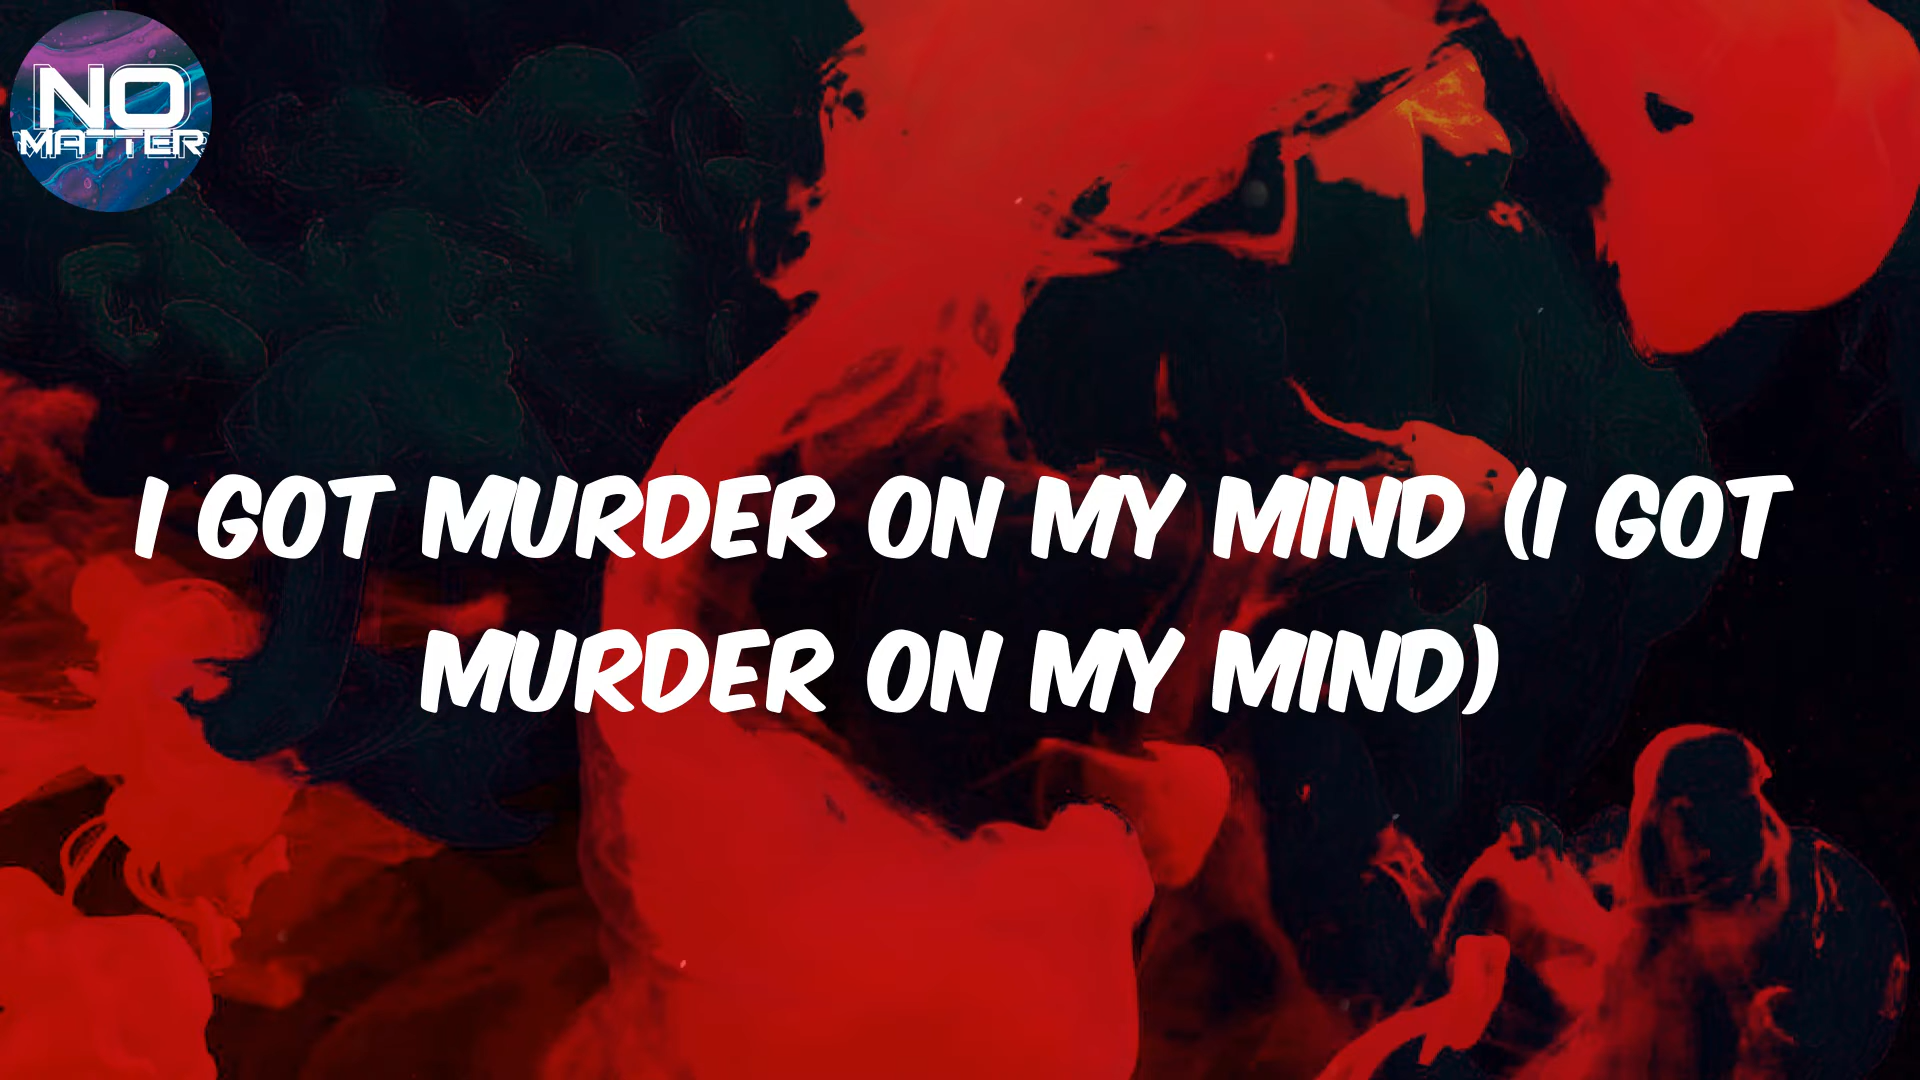 NO
MATTER
I GOT MURDER ON MY MIND (I GOT
MURDER ON MY MIND)